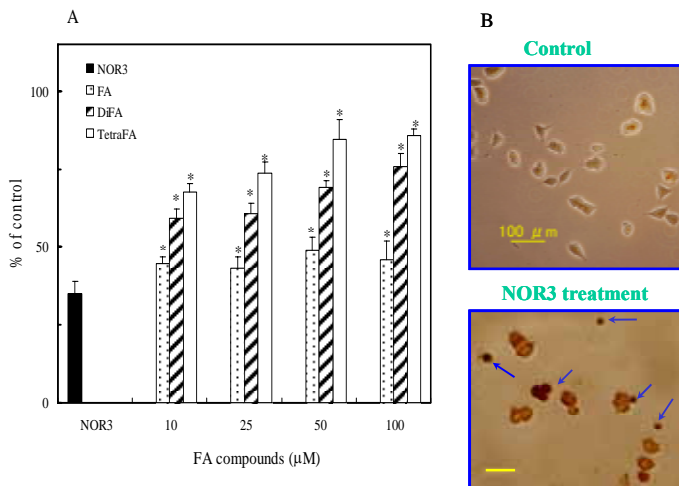 A
% of control
100
50
0
NOR3
FA
DiFA
TetraFA
* * *
* * *
* * *
* * *
NOR3 10 25 50 100
FA compounds (μM)
B
Control
100 μm
NOR3 treatment